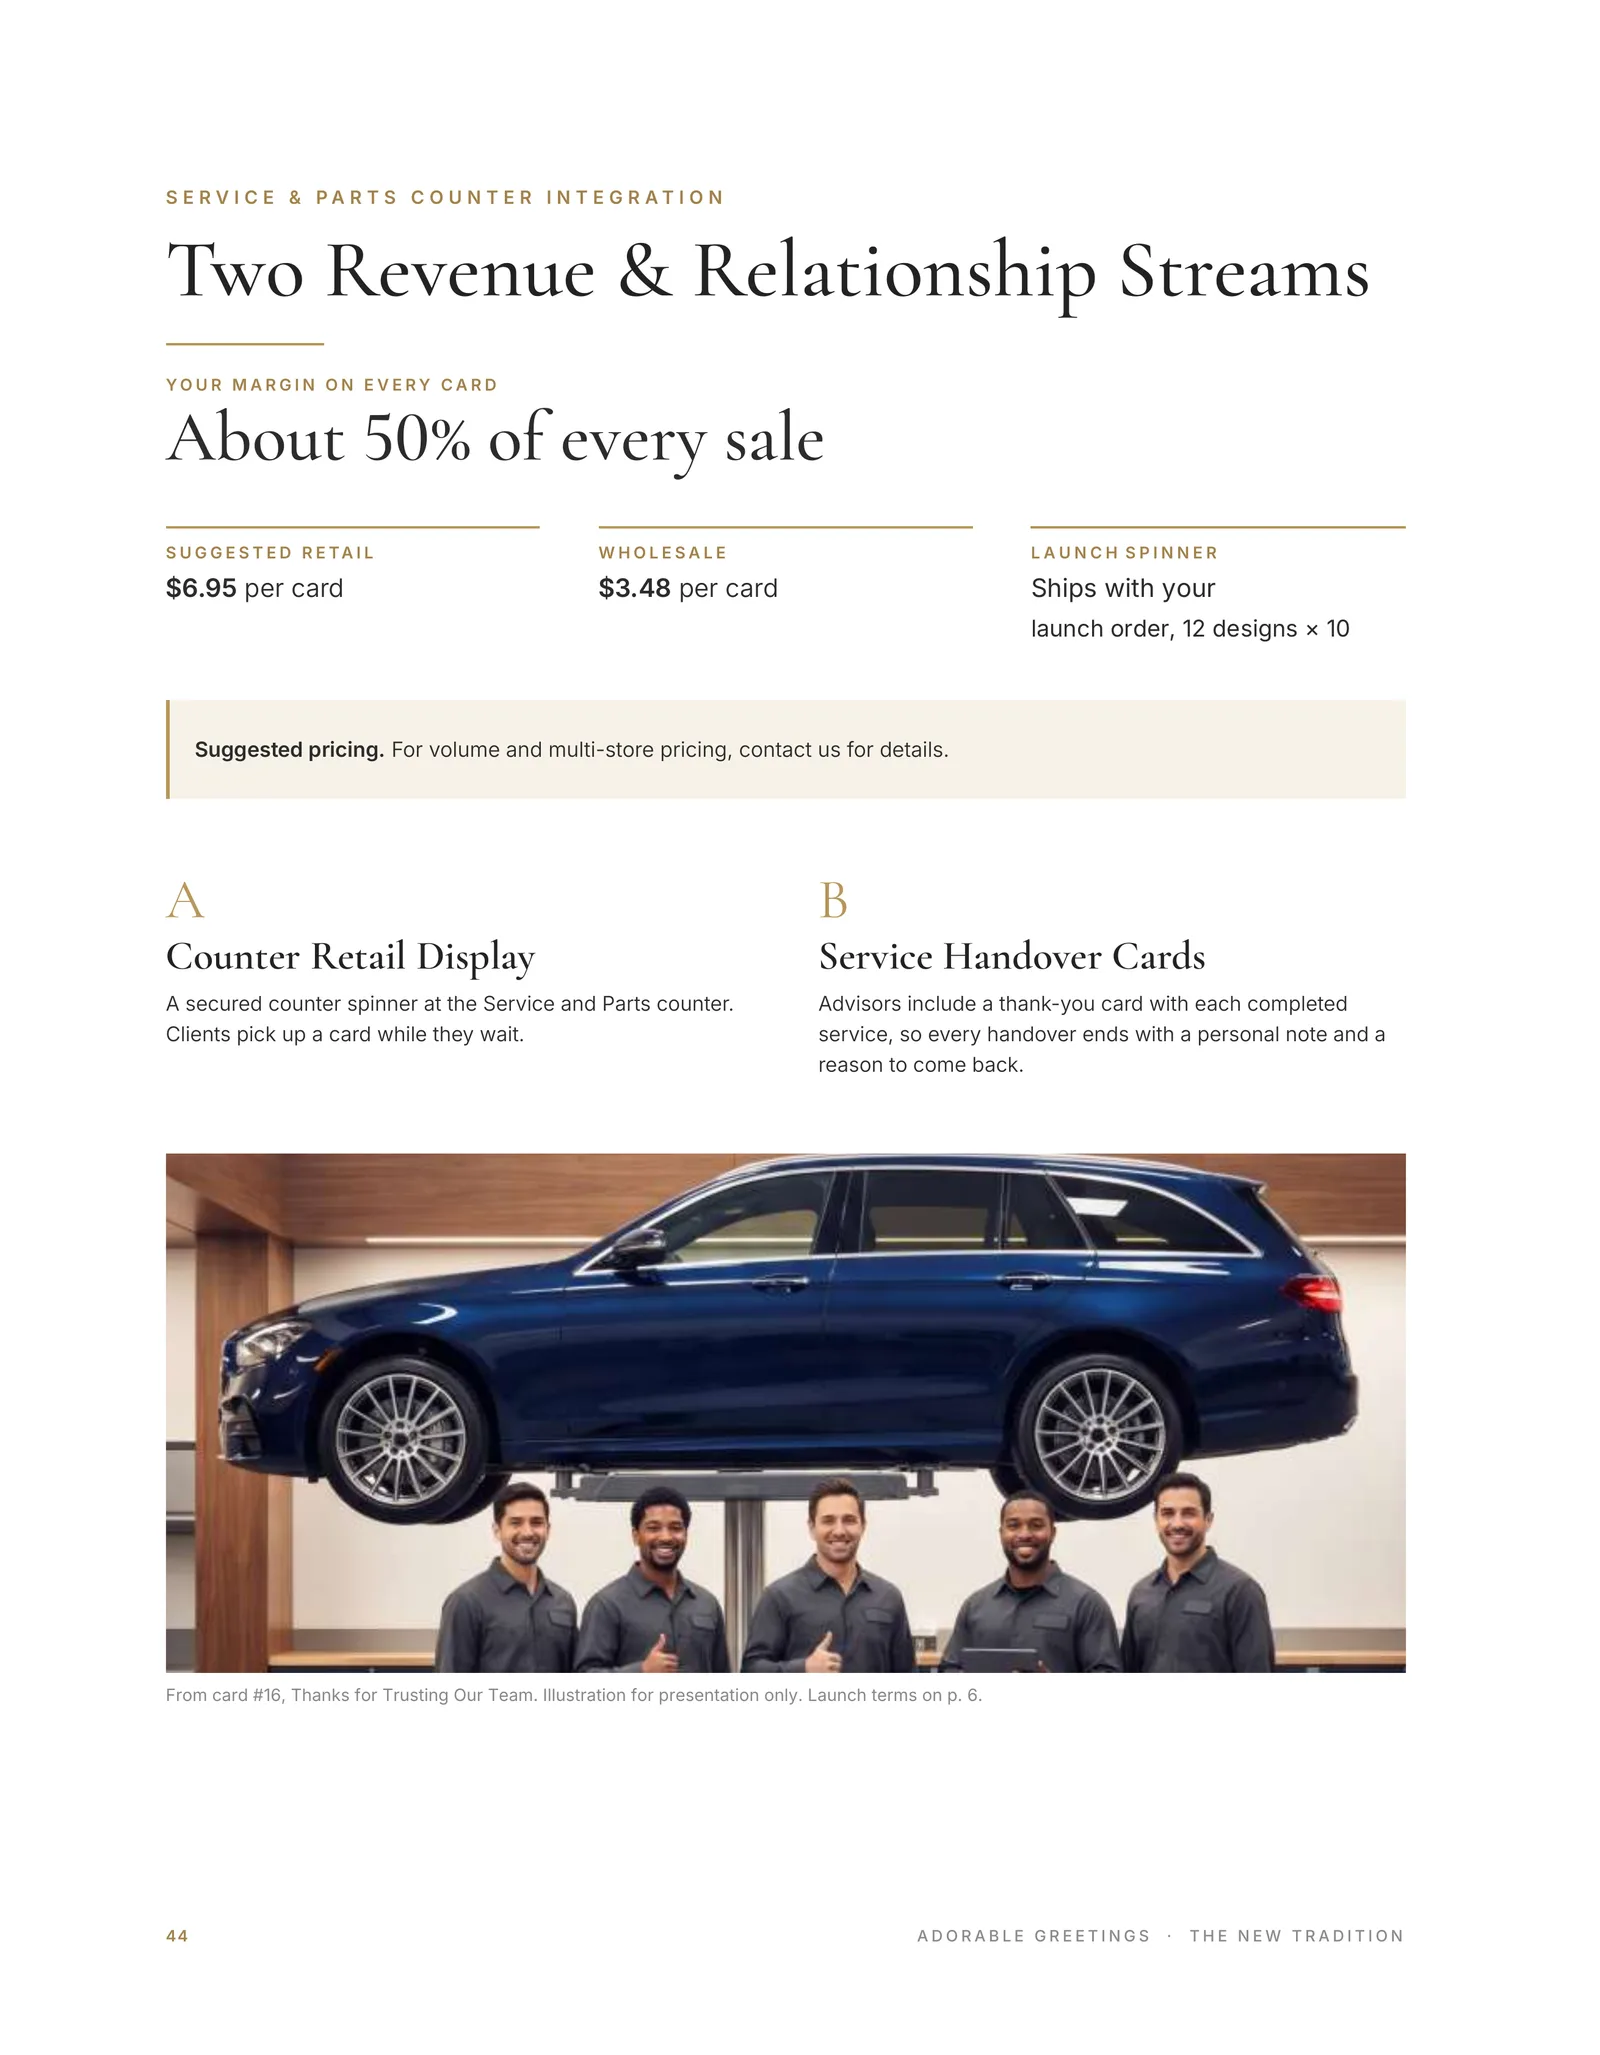 SERVICE & PARTS COUNTER INTEGRATION
Two Revenue & Relationship Streams
YOUR MARGIN ON EVERY CARD
About 50% of every sale
SUGGESTED RETAIL
$6.95 per card
WHOLESALE
$3.48 per card
LAUNCH SPINNER
Ships with your
launch order, 12 designs × 10
Suggested pricing. For volume and multi-store pricing, contact us for details.
A
Counter Retail Display
A secured counter spinner at the Service and Parts counter.
Clients pick up a card while they wait.
B
Service Handover Cards
Advisors include a thank-you card with each completed
service, so every handover ends with a personal note and a
reason to come back.
From card #16, Thanks for Trusting Our Team. Illustration for presentation only. Launch terms on p. 6.
44
ADORABLE GREETINGS · THE NEW TRADITION